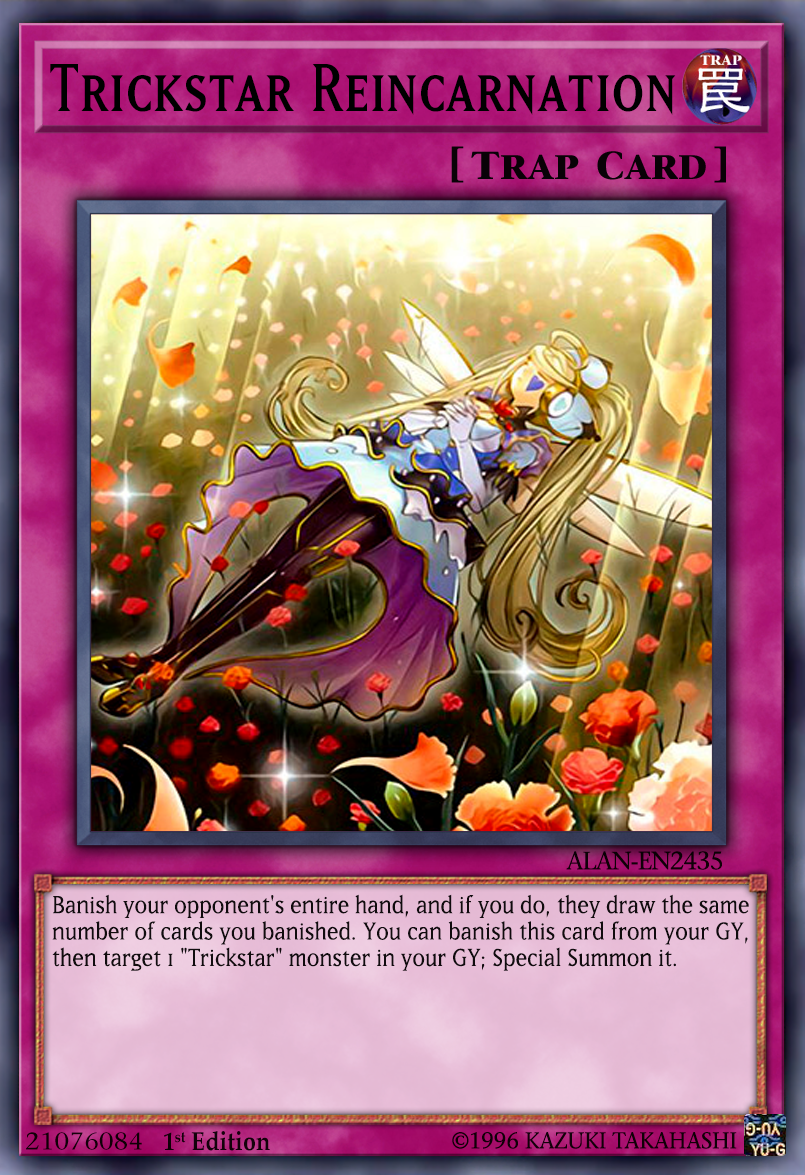 Trickstar Reincarnation
TRAP
罠
[Trap Card]
ALAN-EN2435
Banish your opponent's entire hand, and if you do, they draw the same
number of cards you banished. You can banish this card from your GY,
then target 1 "Trickstar" monster in your GY; Special Summon it.
21076084 1st Edition ©1996 KAZUKI TAKAHASHI
YU-G
YU-G